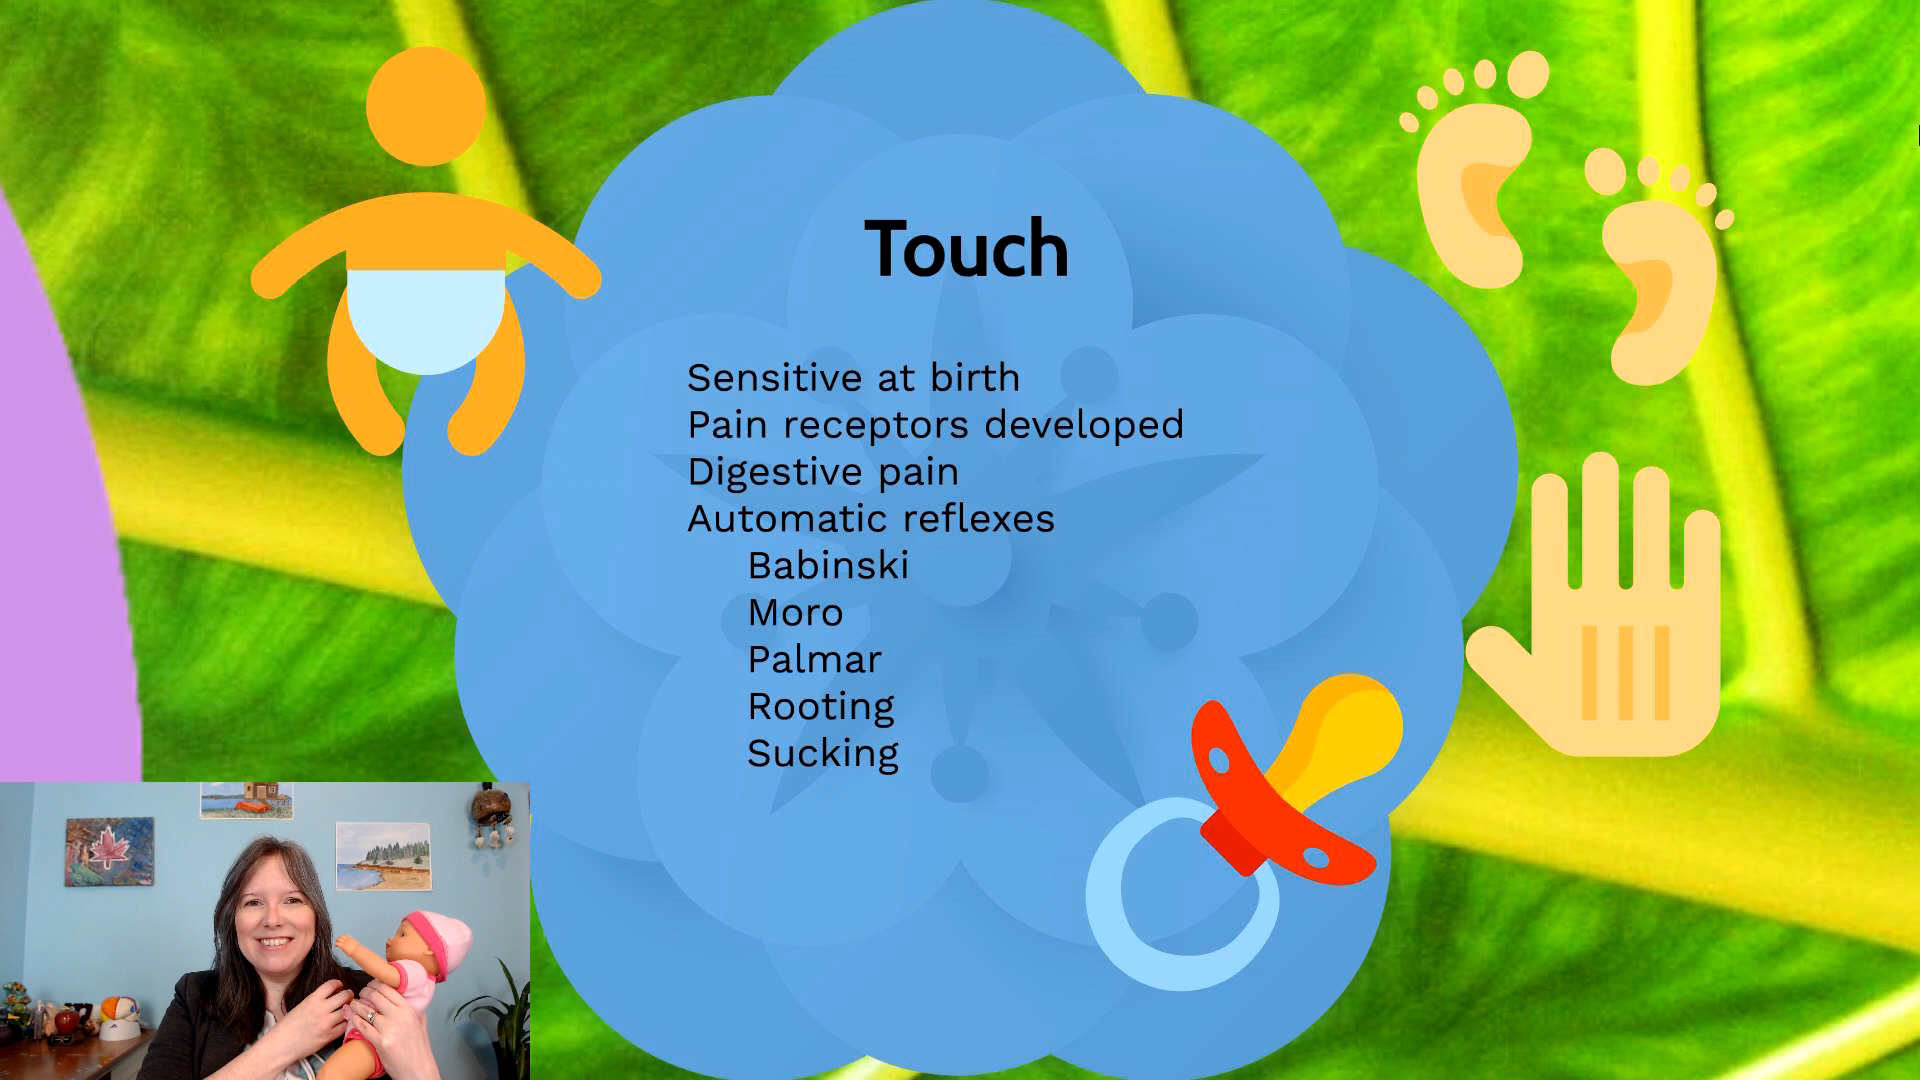 Touch
Sensitive at birth
Pain receptors developed
Digestive pain
Automatic reflexes
Babinski
Moro
Palmar
Rooting
Sucking